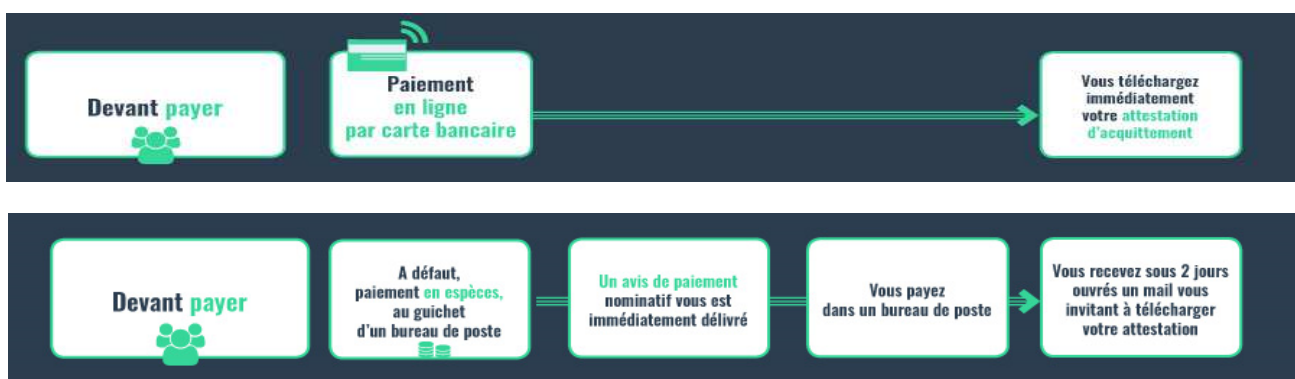 Devant payer
Paiement
en ligne
par carte bancaire
Vous téléchargez
immédiatement
votre attestation
d'acquittement
Devant payer
A défaut,
paiement en espèces,
au guichet
d'un bureau de poste
Un avis de paiement
nominatif vous est
immédiatement délivré
Vous payez
dans un bureau de poste
Vous recevez sous 2 jours
ouvrés un mail vous
invitant à télécharger
votre attestation